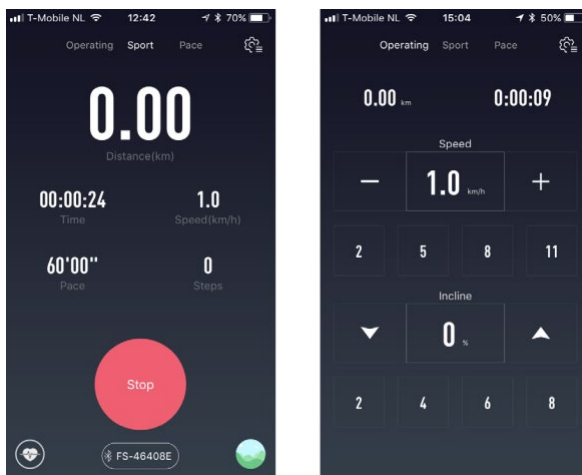 T-Mobile NL 12:42 70%
Operating Sport Pace
0.00
Distance(km)
00:00:24 1.0
Time Speed(km/h)
60'00" 0
Pace Steps
Stop
FS-46408E
T-Mobile NL 15:04 50%
Operating Sport Pace
0.00 km 0:00:09
Speed
− 1.0 km/h +
2 5 8 11
Incline
0 %
2 4 6 8